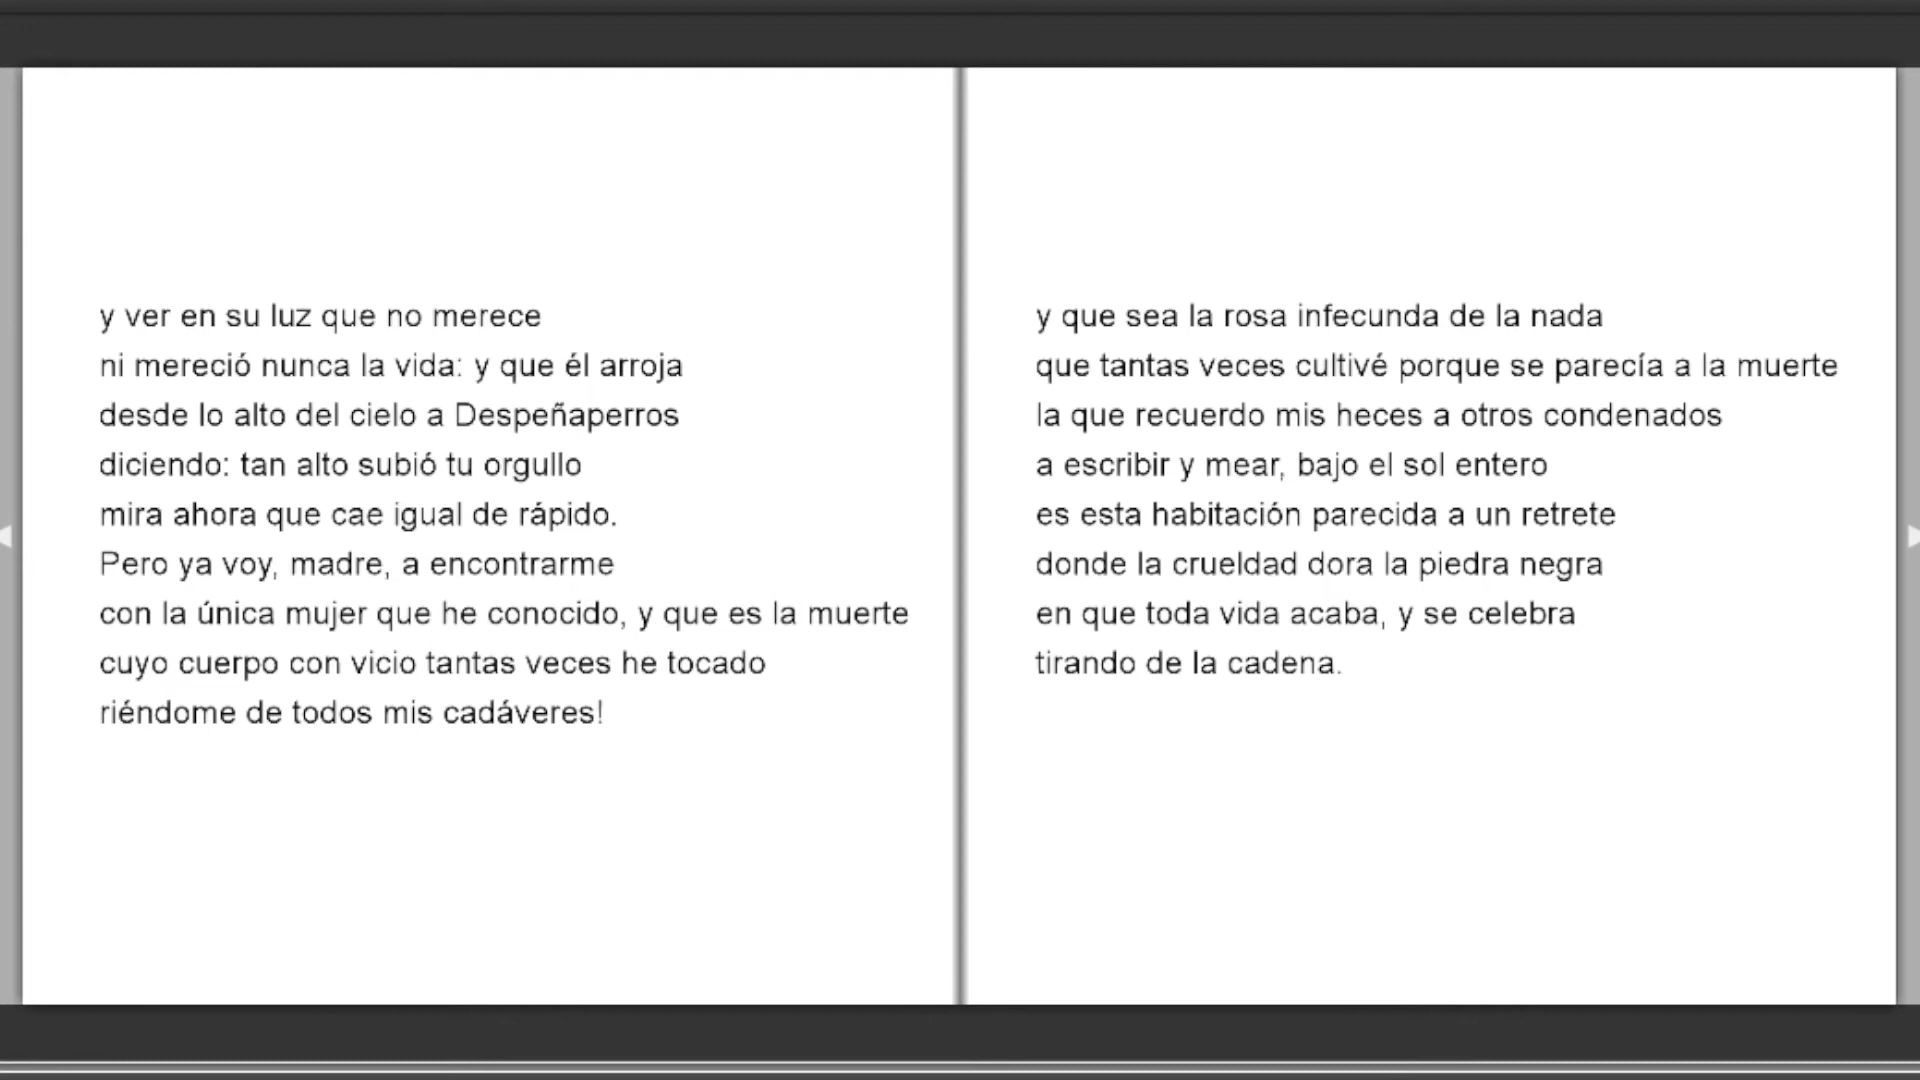 y ver en su luz que no merece
ni mereció nunca la vida: y que él arroja
desde lo alto del cielo a Despeñaperros
diciendo: tan alto subió tu orgullo
mira ahora que cae igual de rápido.
Pero ya voy, madre, a encontrarme
con la única mujer que he conocido, y que es la muerte
cuyo cuerpo con vicio tantas veces he tocado
riéndome de todos mis cadáveres!
y que sea la rosa infecunda de la nada
que tantas veces cultivé porque se parecía a la muerte
la que recuerdo mis heces a otros condenados
a escribir y mear, bajo el sol entero
es esta habitación parecida a un retrete
donde la crueldad dora la piedra negra
en que toda vida acaba, y se celebra
tirando de la cadena.